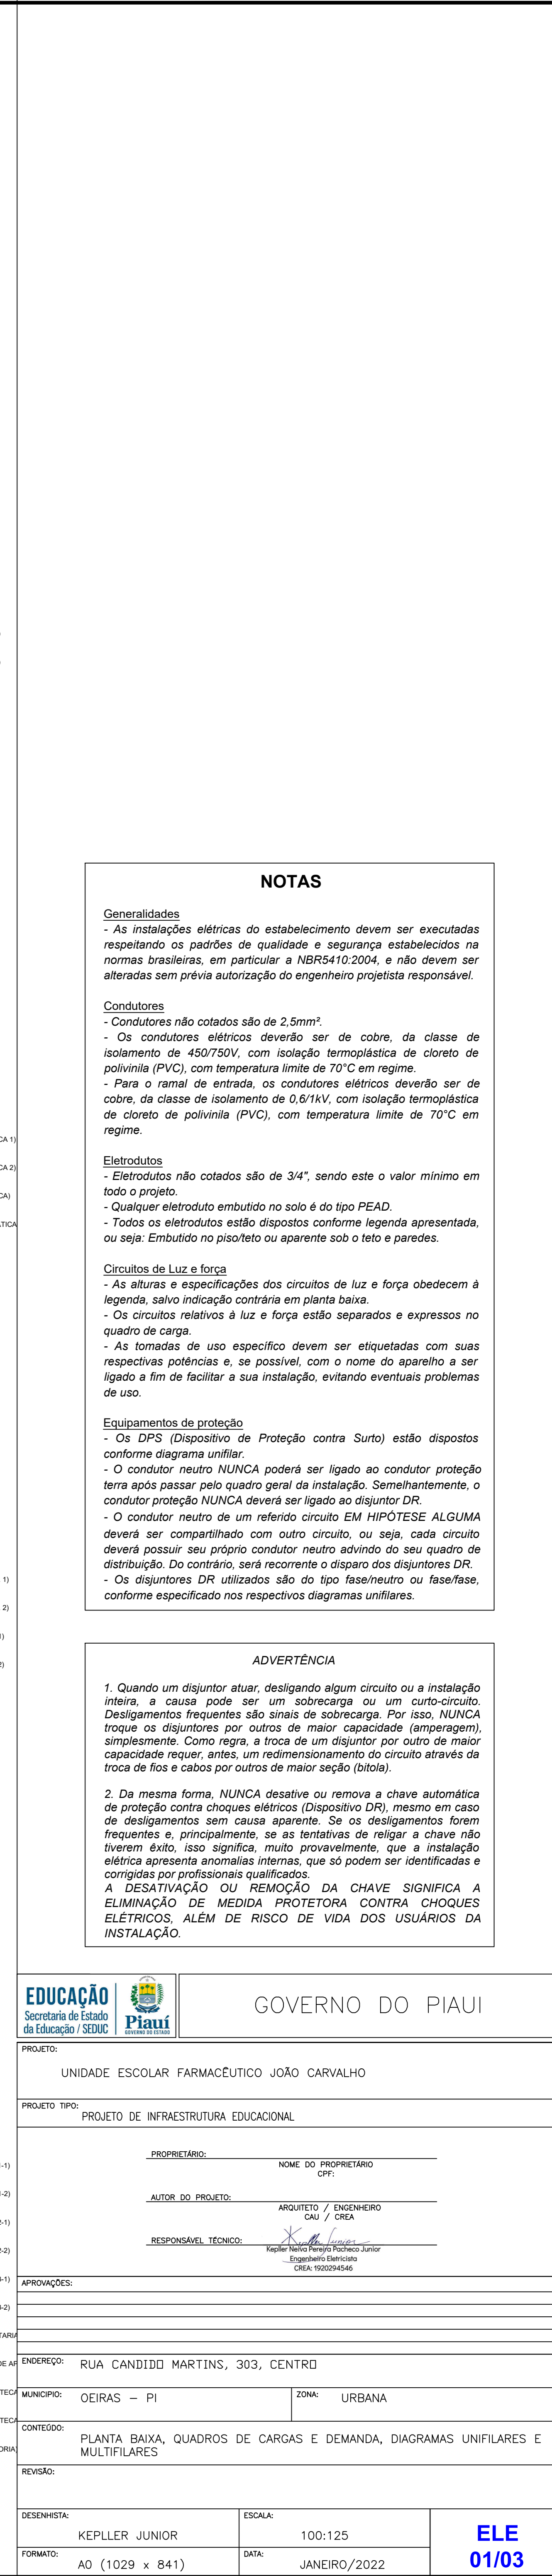 NOTAS
Generalidades
- As instalações elétricas do estabelecimento devem ser executadas
respeitando os padrões de qualidade e segurança estabelecidos na
normas brasileiras, em particular a NBR5410:2004, e não devem ser
alteradas sem prévia autorização do engenheiro projetista responsável.
Condutores
- Condutores não cotados são de 2,5mm².
- Os condutores elétricos deverão ser de cobre, da classe de
isolamento de 450/750V, com isolação termoplástica de cloreto de
polivinila (PVC), com temperatura limite de 70°C em regime.
- Para o ramal de entrada, os condutores elétricos deverão ser de
cobre, da classe de isolamento de 0,6/1kV, com isolação termoplástica
de cloreto de polivinila (PVC), com temperatura limite de 70°C em
regime.
Eletrodutos
- Eletrodutos não cotados são de 3/4", sendo este o valor mínimo em
todo o projeto.
- Qualquer eletroduto embutido no solo é do tipo PEAD.
- Todos os eletrodutos estão dispostos conforme legenda apresentada,
ou seja: Embutido no piso/teto ou aparente sob o teto e paredes.
Circuitos de Luz e força
- As alturas e especificações dos circuitos de luz e força obedecem à
legenda, salvo indicação contrária em planta baixa.
- Os circuitos relativos à luz e força estão separados e expressos no
quadro de carga.
- As tomadas de uso específico devem ser etiquetadas com suas
respectivas potências e, se possível, com o nome do aparelho a ser
ligado a fim de facilitar a sua instalação, evitando eventuais problemas
de uso.
Equipamentos de proteção
- Os DPS (Dispositivo de Proteção contra Surto) estão dispostos
conforme diagrama unifilar.
- O condutor neutro NUNCA poderá ser ligado ao condutor proteção
terra após passar pelo quadro geral da instalação. Semelhantemente, o
condutor proteção NUNCA deverá ser ligado ao disjuntor DR.
- O condutor neutro de um referido circuito EM HIPÓTESE ALGUMA
deverá ser compartilhado com outro circuito, ou seja, cada circuito
deverá possuir seu próprio condutor neutro advindo do seu quadro de
distribuição. Do contrário, será recorrente o disparo dos disjuntores DR.
- Os disjuntores DR utilizados são do tipo fase/neutro ou fase/fase,
conforme especificado nos respectivos diagramas unifilares.
ADVERTÊNCIA
1. Quando um disjuntor atuar, desligando algum circuito ou a instalação
inteira, a causa pode ser um sobrecarga ou um curto-circuito.
Desligamentos frequentes são sinais de sobrecarga. Por isso, NUNCA
troque os disjuntores por outros de maior capacidade (amperagem),
simplesmente. Como regra, a troca de um disjuntor por outro de maior
capacidade requer, antes, um redimensionamento do circuito através da
troca de fios e cabos por outros de maior seção (bitola).
2. Da mesma forma, NUNCA desative ou remova a chave automática
de proteção contra choques elétricos (Dispositivo DR), mesmo em caso
de desligamentos sem causa aparente. Se os desligamentos forem
frequentes e, principalmente, se as tentativas de religar a chave não
tiverem êxito, isso significa, muito provavelmente, que a instalação
elétrica apresenta anomalias internas, que só podem ser identificadas e
corrigidas por profissionais qualificados.
A DESATIVAÇÃO OU REMOÇÃO DA CHAVE SIGNIFICA A
ELIMINAÇÃO DE MEDIDA PROTETORA CONTRA CHOQUES
ELÉTRICOS, ALÉM DE RISCO DE VIDA DOS USUÁRIOS DA
INSTALAÇÃO.
CA 1)
CA 2)
CA)
ÁTICA
1)
2)
1)
2)
EDUCAÇÃO
Secretaria de Estado
da Educação / SEDUC
Piauí
GOVERNO DO ESTADO
GOVERNO DO PIAUI
PROJETO:
UNIDADE ESCOLAR FARMACÊUTICO JOÃO CARVALHO
PROJETO TIPO:
PROJETO DE INFRAESTRUTURA EDUCACIONAL
PROPRIETÁRIO:
NOME DO PROPRIETÁRIO
CPF:
AUTOR DO PROJETO:
ARQUITETO / ENGENHEIRO
CAU / CREA
RESPONSÁVEL TÉCNICO:
Kepller Junior
Kepller Neiva Pereira Pacheco Junior
Engenheiro Eletricista
CREA: 1920294546
-1)
-2)
-1)
-2)
-1)
-2)
TARIA
DE AF
TECA
TECA
ORIA)
APROVAÇÕES:
ENDEREÇO: RUA CANDIDO MARTINS, 303, CENTRO
MUNICIPIO: OEIRAS – PI
ZONA: URBANA
CONTEÚDO:
PLANTA BAIXA, QUADROS DE CARGAS E DEMANDA, DIAGRAMAS UNIFILARES E
MULTIFILARES
REVISÃO:
DESENHISTA:
KEPLLER JUNIOR
ESCALA:
100:125
FORMATO:
A0 (1029 x 841)
DATA:
JANEIRO/2022
ELE
01/03